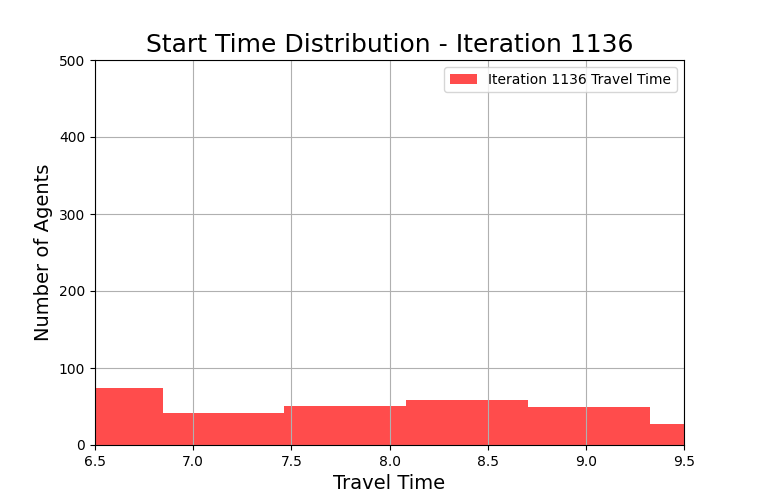 Start Time Distribution - Iteration 1136
Iteration 1136 Travel Time
Number of Agents
500
400
300
200
100
0
6.5 7.0 7.5 8.0 8.5 9.0 9.5
Travel Time